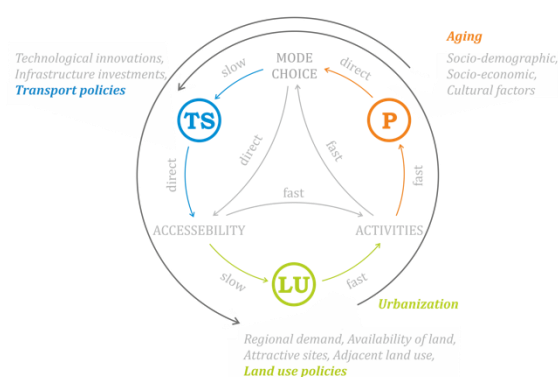 Aging
Technological innovations,
Infrastructure investments,
Transport policies
Socio-demographic,
Socio-economic,
Cultural factors
MODE
CHOICE
slow
direct
TS
P
direct
direct
fast
fast
fast
ACCESSEBILITY
ACTIVITIES
slow
LU
fast
Urbanization
Regional demand, Availability of land,
Attractive sites, Adjacent land use,
Land use policies